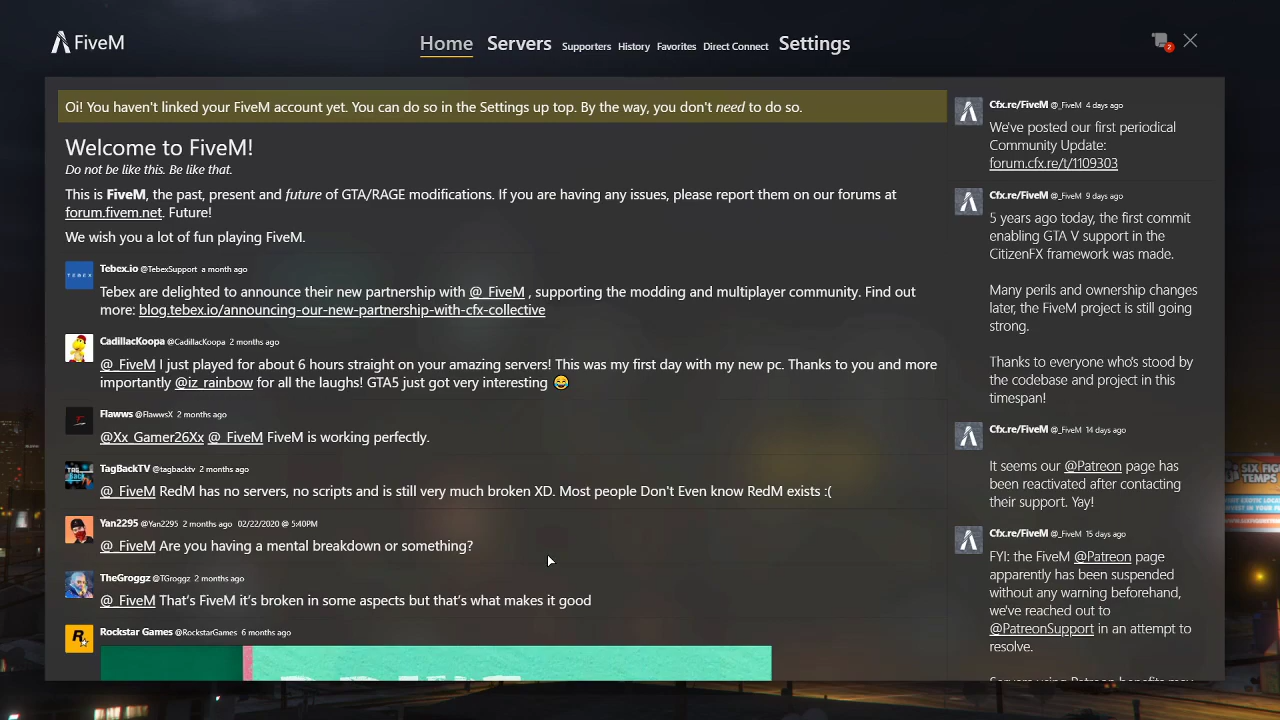 FiveM
Home Servers Supporters History Favorites Direct Connect Settings
2
Oi! You haven't linked your FiveM account yet. You can do so in the Settings up top. By the way, you don't need to do so.
Welcome to FiveM!
Do not be like this. Be like that.
This is FiveM, the past, present and future of GTA/RAGE modifications. If you are having any issues, please report them on our forums at
forum.fivem.net. Future!
We wish you a lot of fun playing FiveM.
TEBEX
Tebex.io @TebexSupport a month ago
Tebex are delighted to announce their new partnership with @_FiveM , supporting the modding and multiplayer community. Find out
more: blog.tebex.io/announcing-our-new-partnership-with-cfx-collective
CadillacKoopa @CadillacKoopa 2 months ago
@_FiveM I just played for about 6 hours straight on your amazing servers! This was my first day with my new pc. Thanks to you and more
importantly @iz_rainbow for all the laughs! GTA5 just got very interesting 😂
Flawws @FlawwsX 2 months ago
@Xx_Gamer26Xx @_FiveM FiveM is working perfectly.
TagBackTV @tagbacktv 2 months ago
@_FiveM RedM has no servers, no scripts and is still very much broken XD. Most people Don't Even know RedM exists :(
Yan2295 @Yan2295 2 months ago 02/22/2020 @ 5:40PM
@_FiveM Are you having a mental breakdown or something?
TheGroggz @TGroggz 2 months ago
@_FiveM That's FiveM it's broken in some aspects but that's what makes it good
Rockstar Games @RockstarGames 6 months ago
Cfx.re/FiveM @_FiveM 4 days ago
We've posted our first periodical
Community Update:
forum.cfx.re/t/1109303
Cfx.re/FiveM @_FiveM 9 days ago
5 years ago today, the first commit
enabling GTA V support in the
CitizenFX framework was made.
Many perils and ownership changes
later, the FiveM project is still going
strong.
Thanks to everyone who's stood by
the codebase and project in this
timespan!
Cfx.re/FiveM @_FiveM 14 days ago
It seems our @Patreon page has
been reactivated after contacting
their support. Yay!
Cfx.re/FiveM @_FiveM 15 days ago
FYI: the FiveM @Patreon page
apparently has been suspended
without any warning beforehand,
we've reached out to
@PatreonSupport in an attempt to
resolve.
Servers using Patreon benefits may
SIX FIG
TEMPS